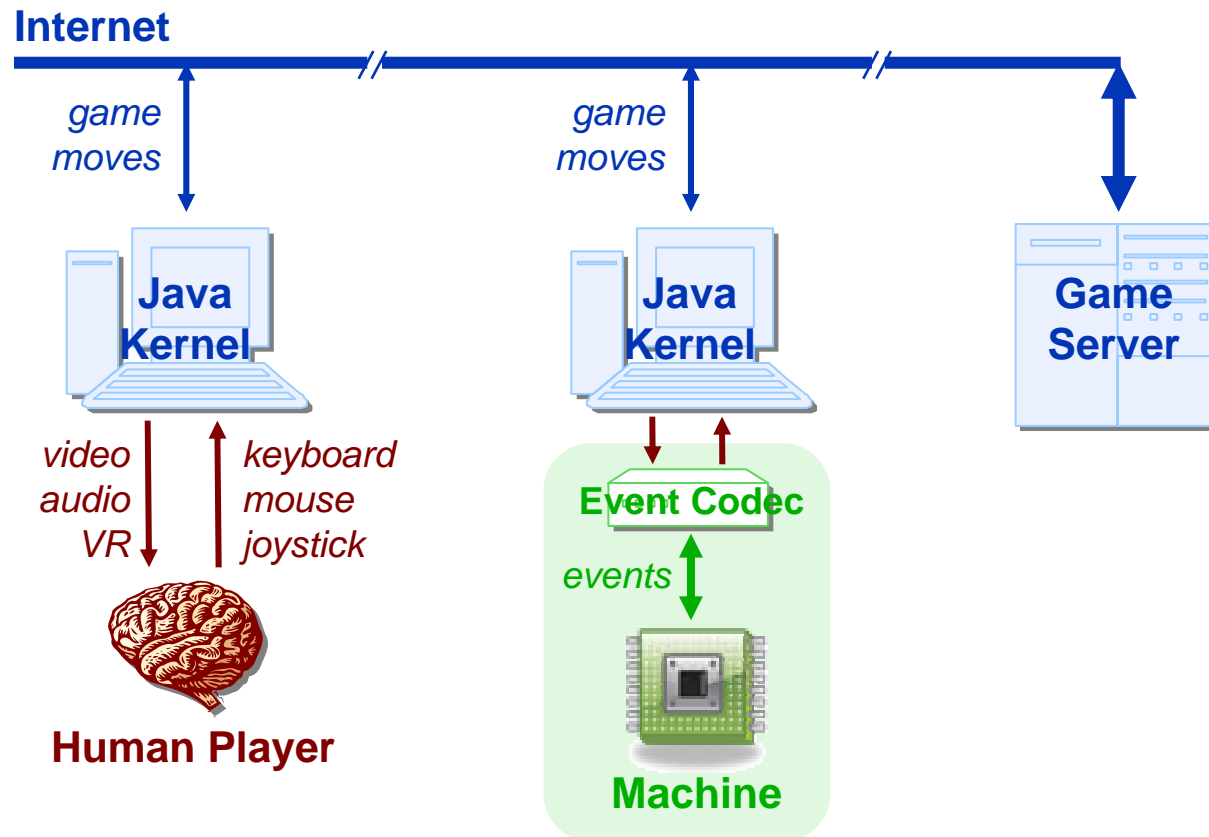 Internet
game
moves
game
moves
Java
Kernel
Java
Kernel
Game
Server
video
audio
VR
keyboard
mouse
joystick
Event Codec
events
Human Player
Machine